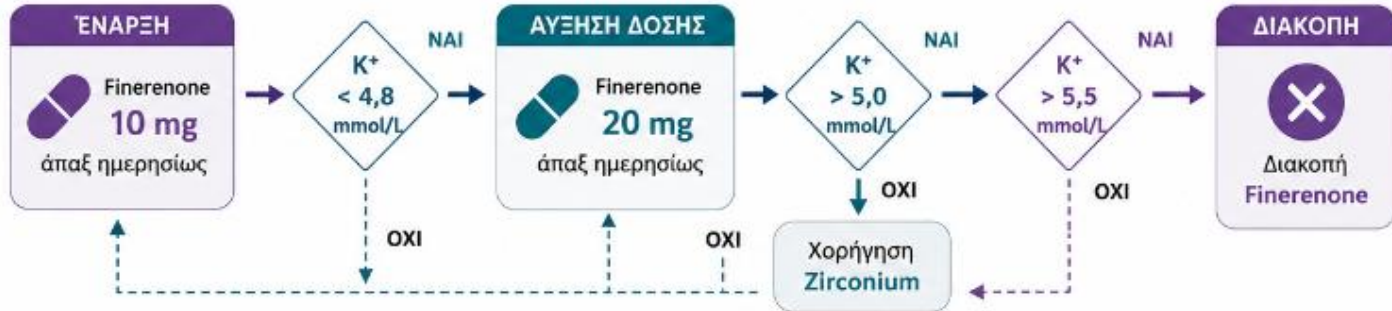 ΈΝΑΡΞΗ
Finerenone
10 mg
άπαξ ημερησίως
K⁺
< 4,8
mmol/L
ΝΑΙ
ΟΧΙ
ΑΥΞΗΣΗ ΔΟΣΗΣ
Finerenone
20 mg
άπαξ ημερησίως
ΟΧΙ
K⁺
> 5,0
mmol/L
ΝΑΙ
ΟΧΙ
Χορήγηση
Zirconium
K⁺
> 5,5
mmol/L
ΝΑΙ
ΟΧΙ
ΔΙΑΚΟΠΗ
Διακοπή
Finerenone